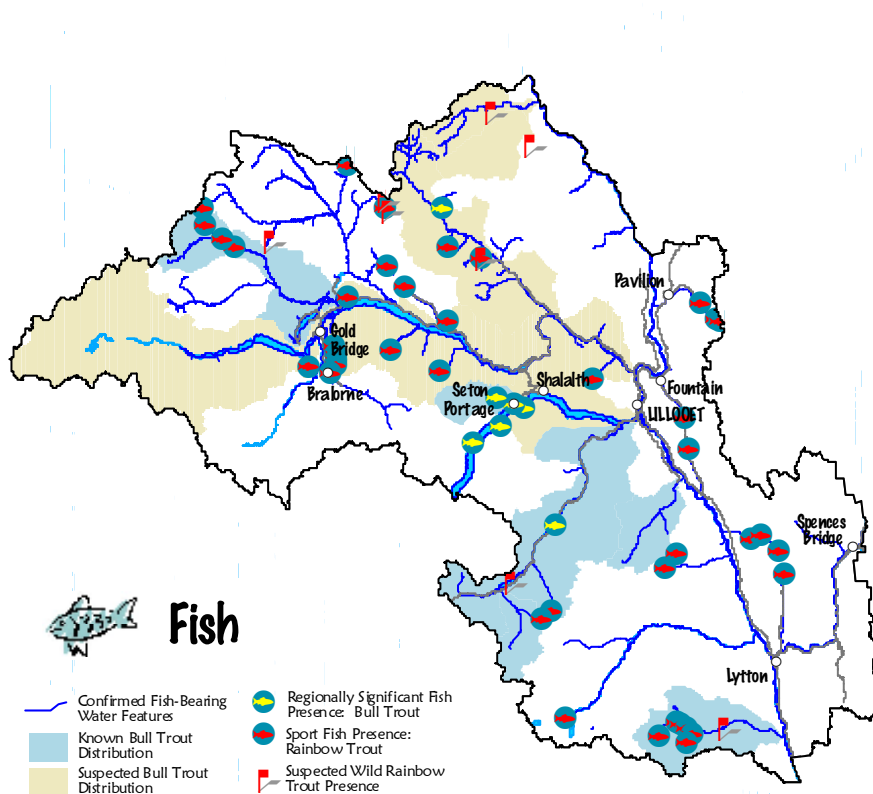 Pavilion
Gold
Bridge
Bralorne
Seton
Portage
Shalalth
Fountain
LILLOOET
Spences
Bridge
Lytton
Fish
Confirmed Fish-Bearing
Water Features
Known Bull Trout
Distribution
Suspected Bull Trout
Distribution
Regionally Significant Fish
Presence: Bull Trout
Sport Fish Presence:
Rainbow Trout
Suspected Wild Rainbow
Trout Presence